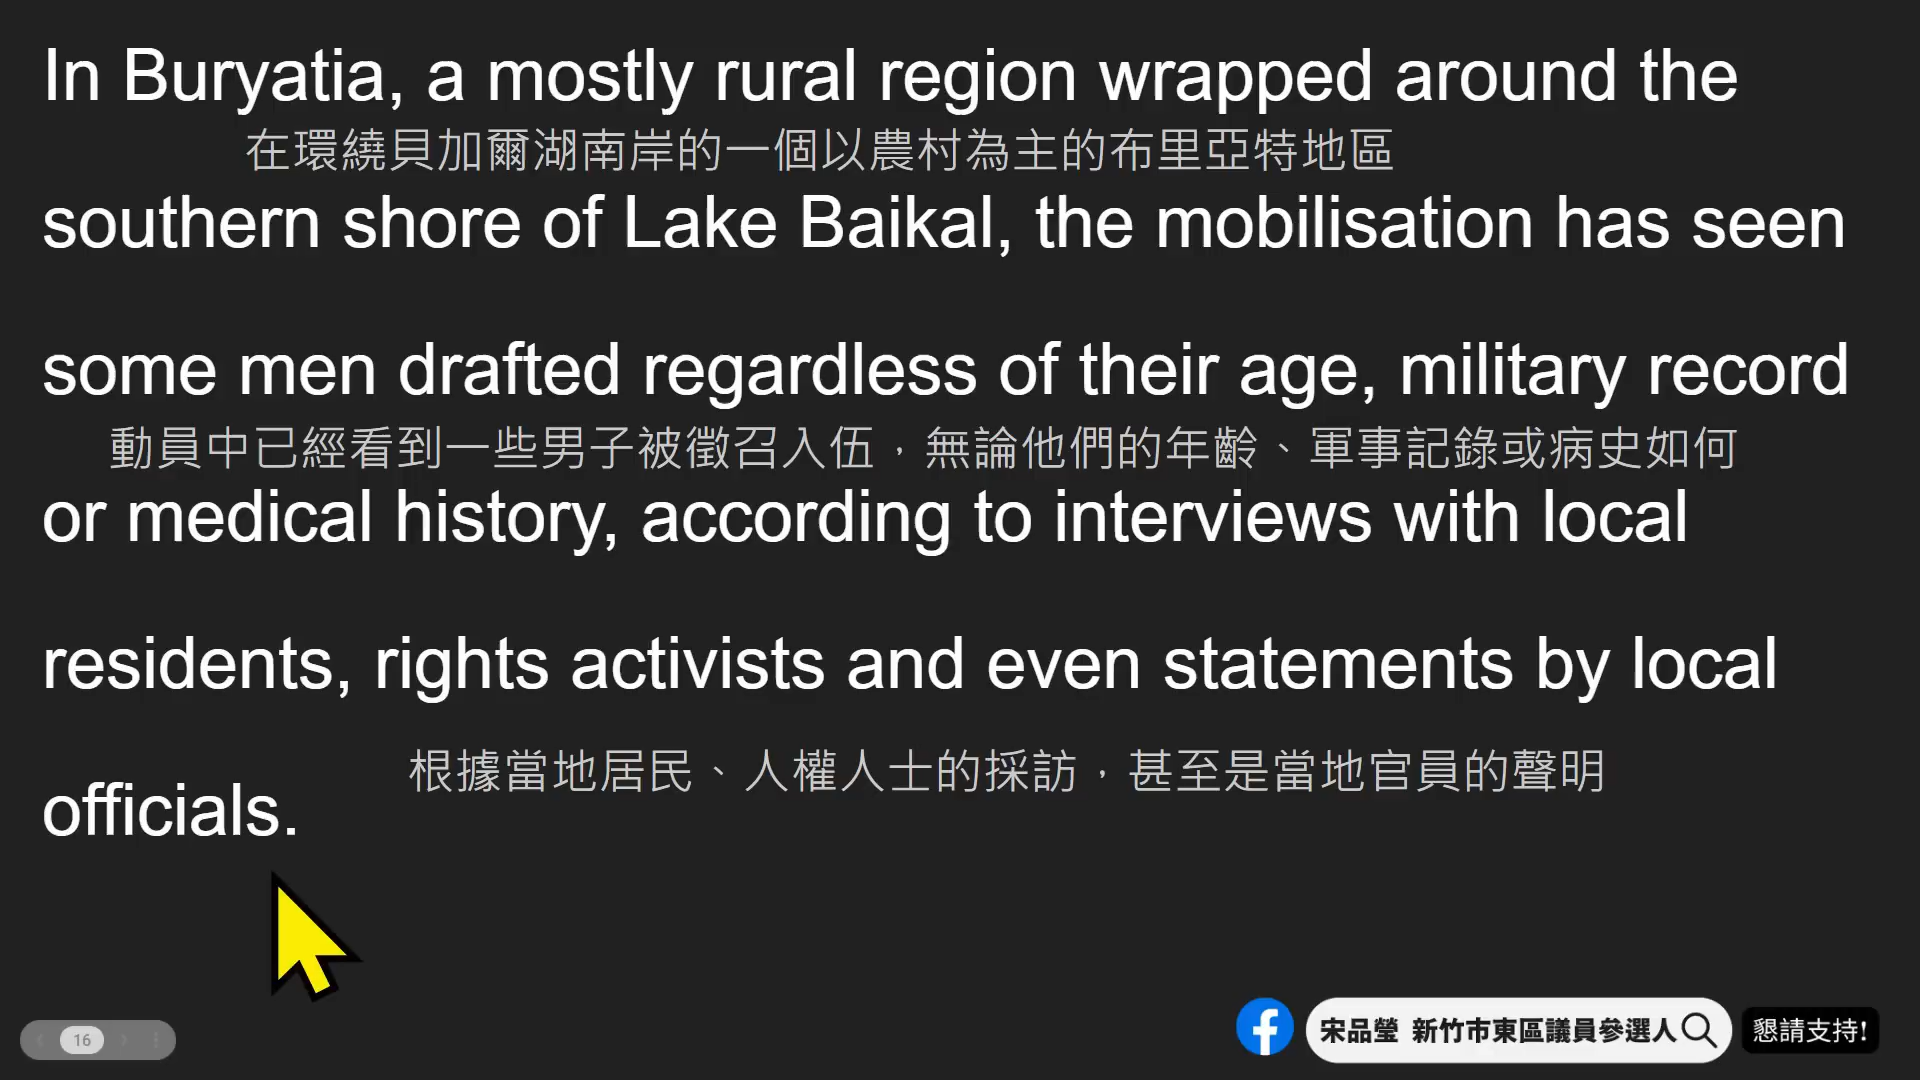 In Buryatia, a mostly rural region wrapped around the
在環繞貝加爾湖南岸的一個以農村為主的布里亞特地區
southern shore of Lake Baikal, the mobilisation has seen
some men drafted regardless of their age, military record
動員中已經看到一些男子被徵召入伍，無論他們的年齡、軍事記錄或病史如何
or medical history, according to interviews with local
residents, rights activists and even statements by local
根據當地居民、人權人士的採訪，甚至是當地官員的聲明
officials.
16
宋品瑩 新竹市東區議員參選人
懇請支持!